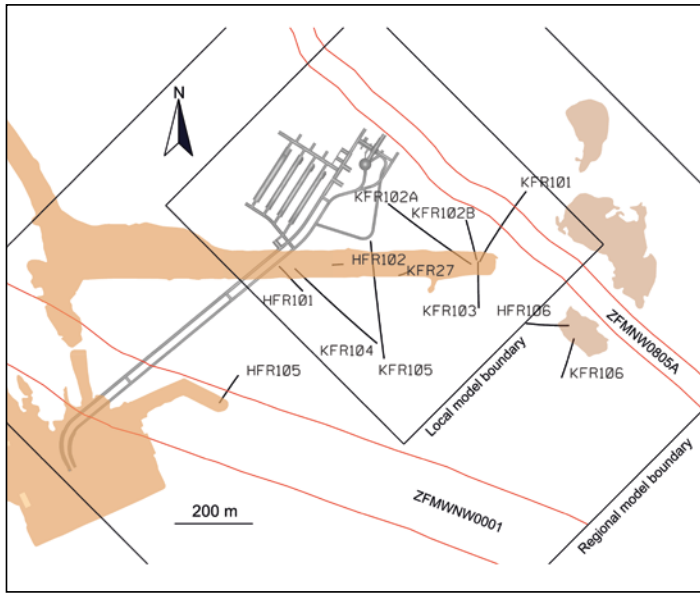 N
KFR102A
KFR102B
KFR101
HFR102
KFR27
HFR101
KFR103
HFR106
KFR104
KFR105
KFR106
HFR105
ZFMNW0805A
Local model boundary
Regional model boundary
ZFMWNW0001
200 m